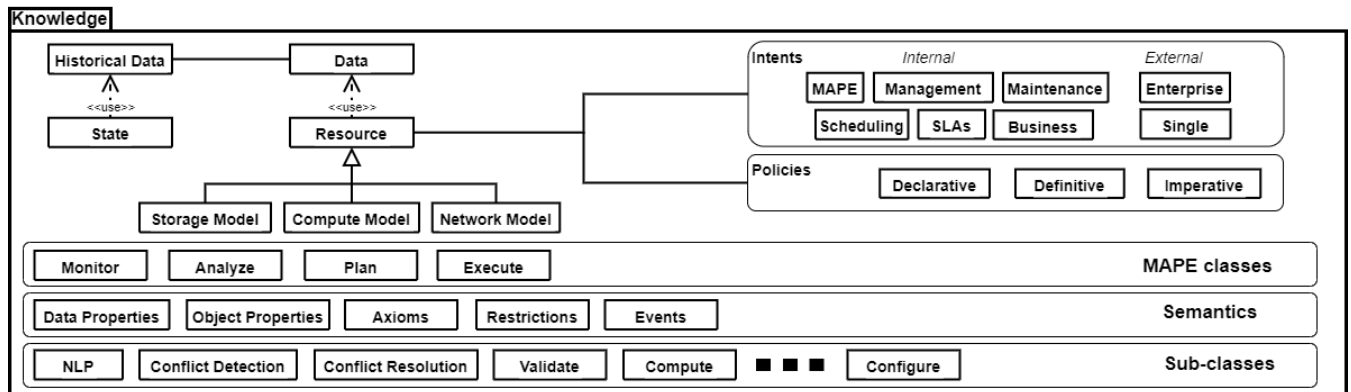 Knowledge
Historical Data
Data
<<use>>
<<use>>
State
Resource
Storage Model
Compute Model
Network Model
Intents
Internal
External
MAPE
Management
Maintenance
Enterprise
Scheduling
SLAs
Business
Single
Policies
Declarative
Definitive
Imperative
Monitor
Analyze
Plan
Execute
MAPE classes
Data Properties
Object Properties
Axioms
Restrictions
Events
Semantics
NLP
Conflict Detection
Conflict Resolution
Validate
Compute
Configure
Sub-classes